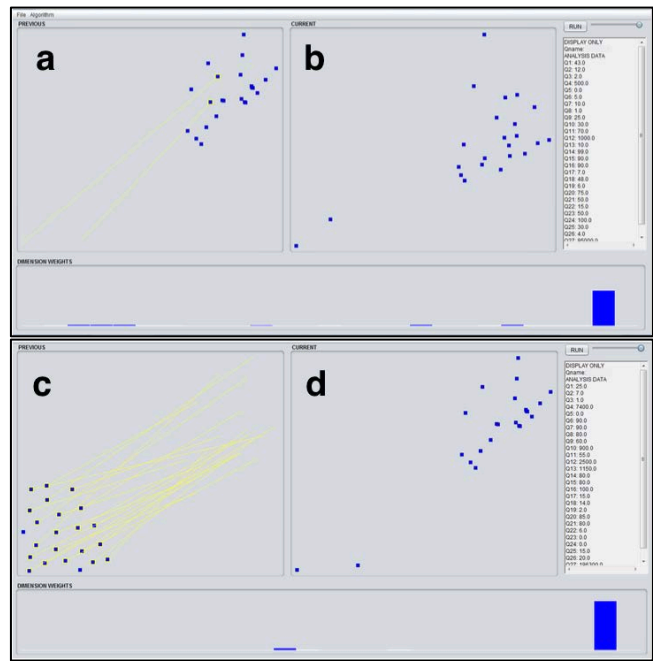 File Algorithm
PREVIOUS
CURRENT
RUN
a
b
DISPLAY ONLY
Qname:
ANALYSIS DATA
Q1: 43.0
Q2: 12.0
Q3: 2.0
Q4: 500.0
Q5: 0.0
Q6: 5.0
Q7: 10.0
Q8: 1.0
Q9: 25.0
Q10: 30.0
Q11: 70.0
Q12: 1000.0
Q13: 10.0
Q14: 99.0
Q15: 90.0
Q16: 90.0
Q17: 7.0
Q18: 48.0
Q19: 6.0
Q20: 75.0
Q21: 50.0
Q22: 15.0
Q23: 50.0
Q24: 100.0
Q25: 30.0
Q26: 4.0
DIMENSION WEIGHTS
PREVIOUS
CURRENT
RUN
c
d
DISPLAY ONLY
Qname:
ANALYSIS DATA
Q1: 25.0
Q2: 7.0
Q3: 1.0
Q4: 7400.0
Q5: 0.0
Q6: 90.0
Q7: 90.0
Q8: 80.0
Q9: 60.0
Q10: 900.0
Q11: 55.0
Q12: 2500.0
Q13: 1150.0
Q14: 80.0
Q15: 80.0
Q16: 100.0
Q17: 15.0
Q18: 14.0
Q19: 2.0
Q20: 85.0
Q21: 80.0
Q22: 6.0
Q23: 0.0
Q24: 0.0
Q25: 15.0
Q26: 20.0
DIMENSION WEIGHTS